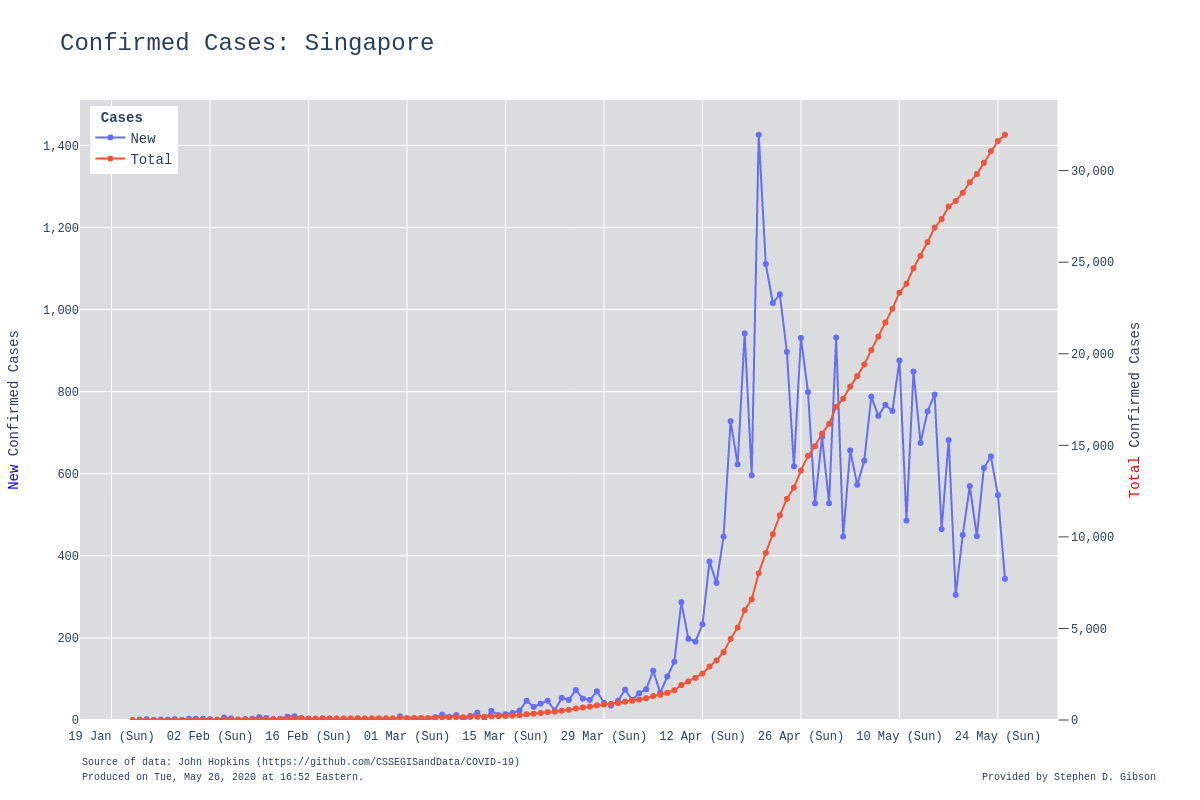 Confirmed Cases: Singapore
Cases
New
Total
1,400
1,200
1,000
800
600
400
200
0
New Confirmed Cases
30,000
25,000
20,000
15,000
10,000
5,000
0
Total Confirmed Cases
19 Jan (Sun) 02 Feb (Sun) 16 Feb (Sun) 01 Mar (Sun) 15 Mar (Sun) 29 Mar (Sun) 12 Apr (Sun) 26 Apr (Sun) 10 May (Sun) 24 May (Sun)
Source of data: John Hopkins (https://github.com/CSSEGISandData/COVID-19)
Produced on Tue, May 26, 2020 at 16:52 Eastern.
Provided by Stephen D. Gibson